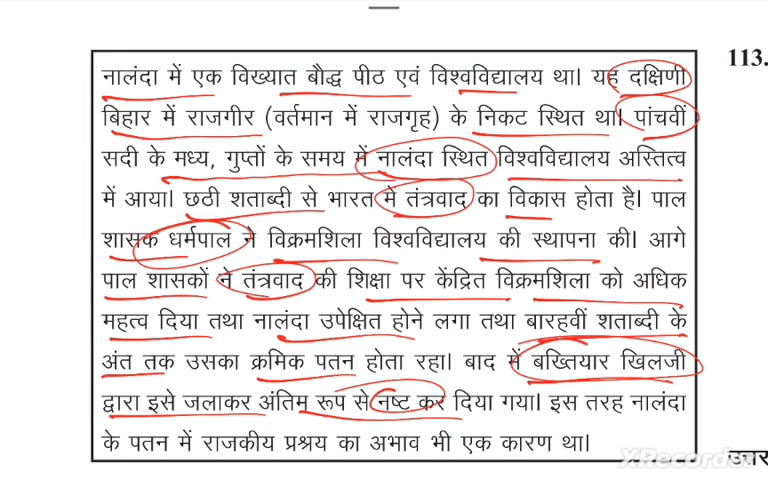 113.
नालंदा में एक विख्यात बौद्ध पीठ एवं विश्वविद्यालय था। यह दक्षिणी
बिहार में राजगीर (वर्तमान में राजगृह) के निकट स्थित था। पांचवीं
सदी के मध्य, गुप्तों के समय में नालंदा स्थित विश्वविद्यालय अस्तित्व
में आया। छठी शताब्दी से भारत में तंत्रवाद का विकास होता है। पाल
शासक धर्मपाल ने विक्रमशिला विश्वविद्यालय की स्थापना की। आगे
पाल शासकों ने तंत्रवाद की शिक्षा पर केंद्रित विक्रमशिला को अधिक
महत्व दिया तथा नालंदा उपेक्षित होने लगा तथा बारहवीं शताब्दी के
अंत तक उसका क्रमिक पतन होता रहा। बाद में बख्तियार खिलजी
द्वारा इसे जलाकर अंतिम रूप से नष्ट कर दिया गया। इस तरह नालंदा
के पतन में राजकीय प्रश्रय का अभाव भी एक कारण था।
उत्तर
XRecorder